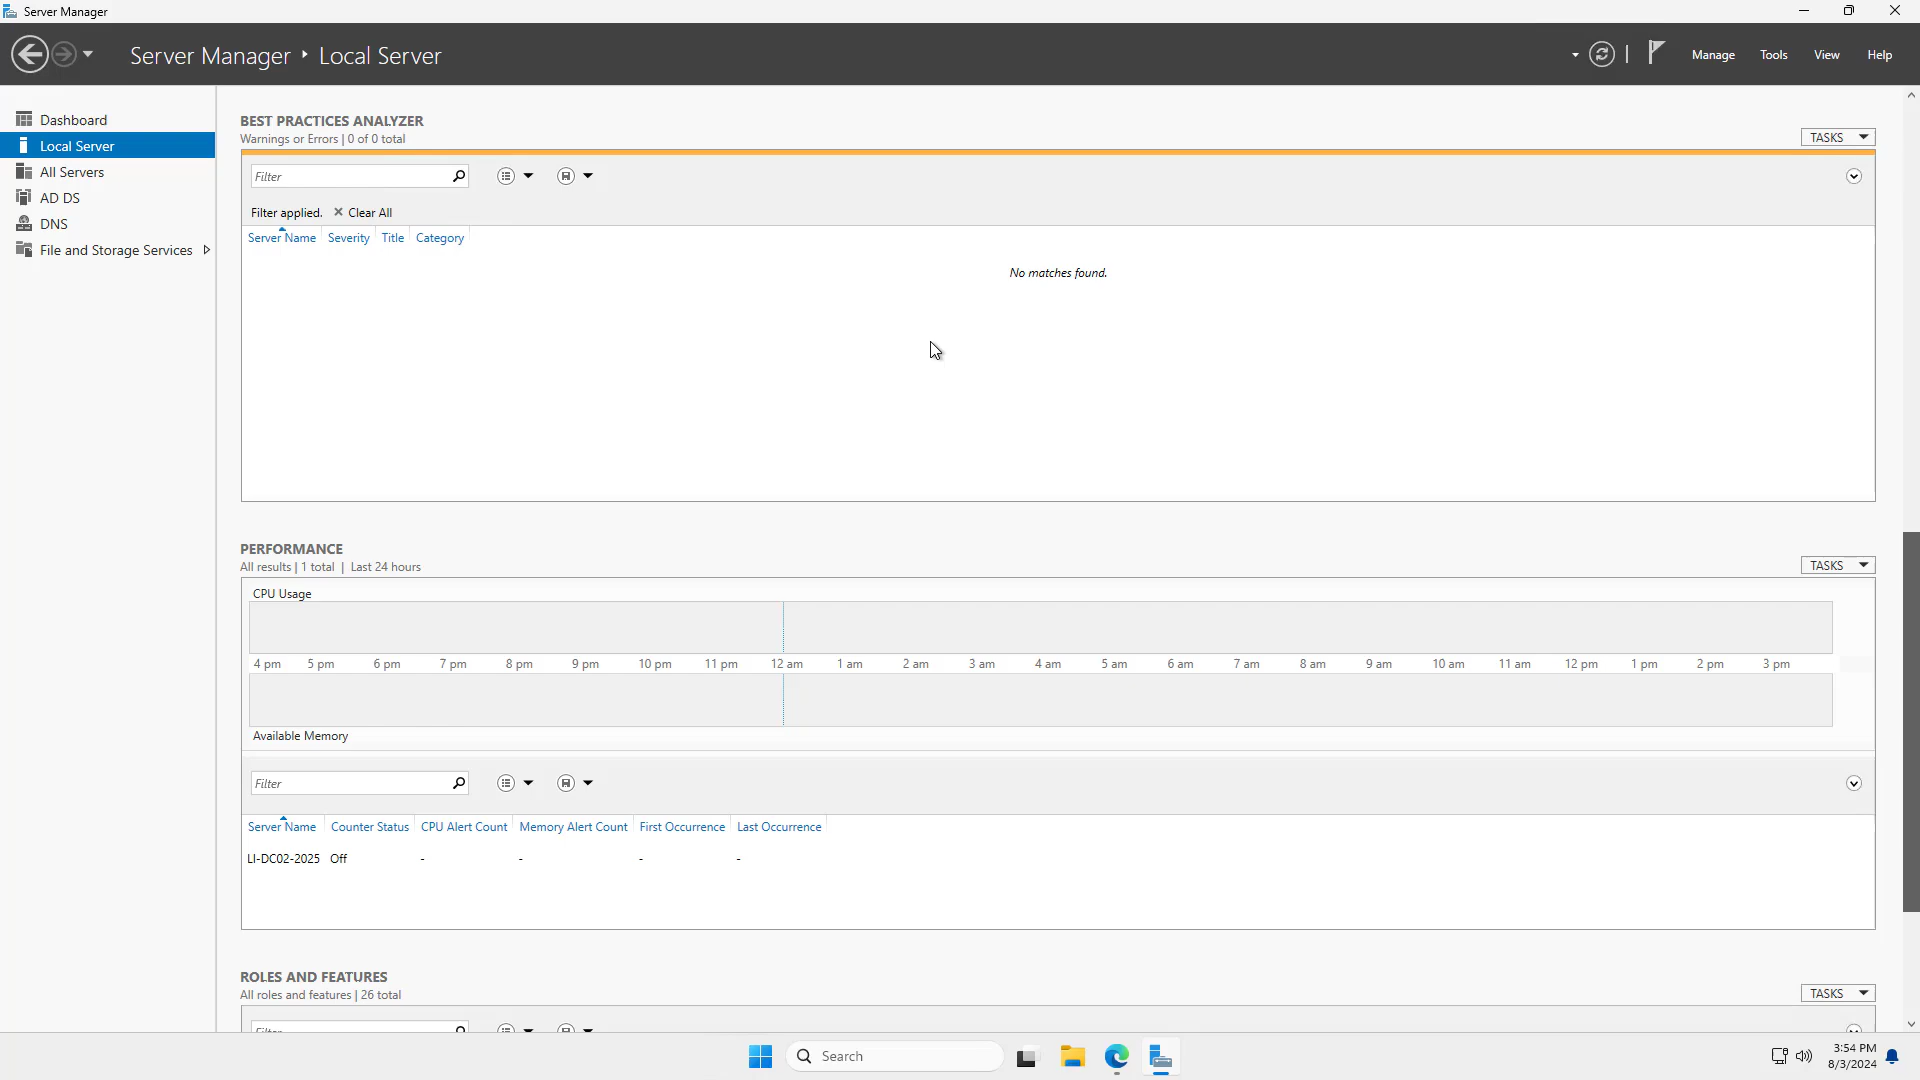 Server Manager
Server Manager ‣ Local Server
Manage Tools View Help
Dashboard
Local Server
All Servers
AD DS
DNS
File and Storage Services
BEST PRACTICES ANALYZER
Warnings or Errors | 0 of 0 total
TASKS
Filter
Filter applied. ✕ Clear All
Server Name Severity Title Category
No matches found.
PERFORMANCE
All results | 1 total | Last 24 hours
TASKS
CPU Usage
4 pm 5 pm 6 pm 7 pm 8 pm 9 pm 10 pm 11 pm 12 am 1 am 2 am 3 am 4 am 5 am 6 am 7 am 8 am 9 am 10 am 11 am 12 pm 1 pm 2 pm 3 pm
Available Memory
Filter
Server Name Counter Status CPU Alert Count Memory Alert Count First Occurrence Last Occurrence
LI-DC02-2025 Off - - - -
ROLES AND FEATURES
All roles and features | 26 total
TASKS
Filter
Search
3:54 PM
8/3/2024